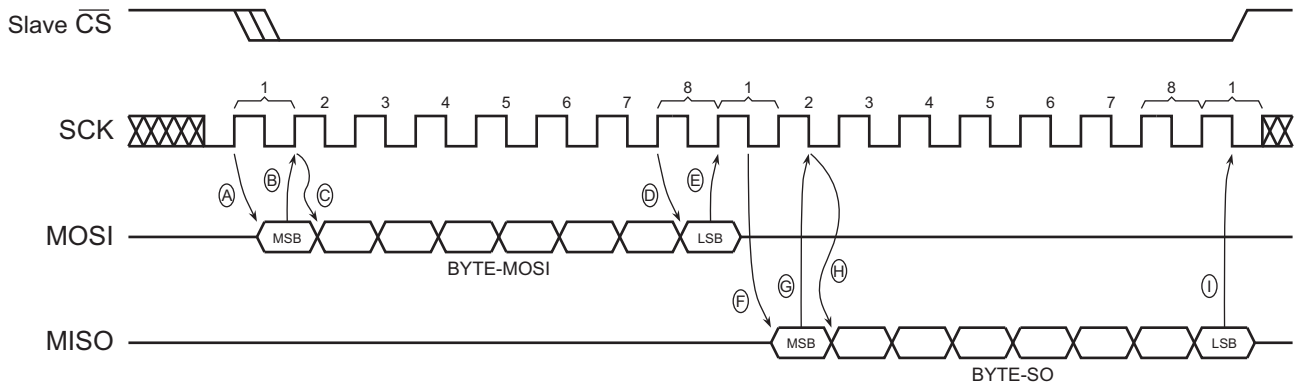 Slave CS
1 2 3 4 5 6 7 8 1 2 3 4 5 6 7 8 1
SCK
A B C D E
MOSI MSB LSB
BYTE-MOSI
F G H I
MISO MSB LSB
BYTE-SO